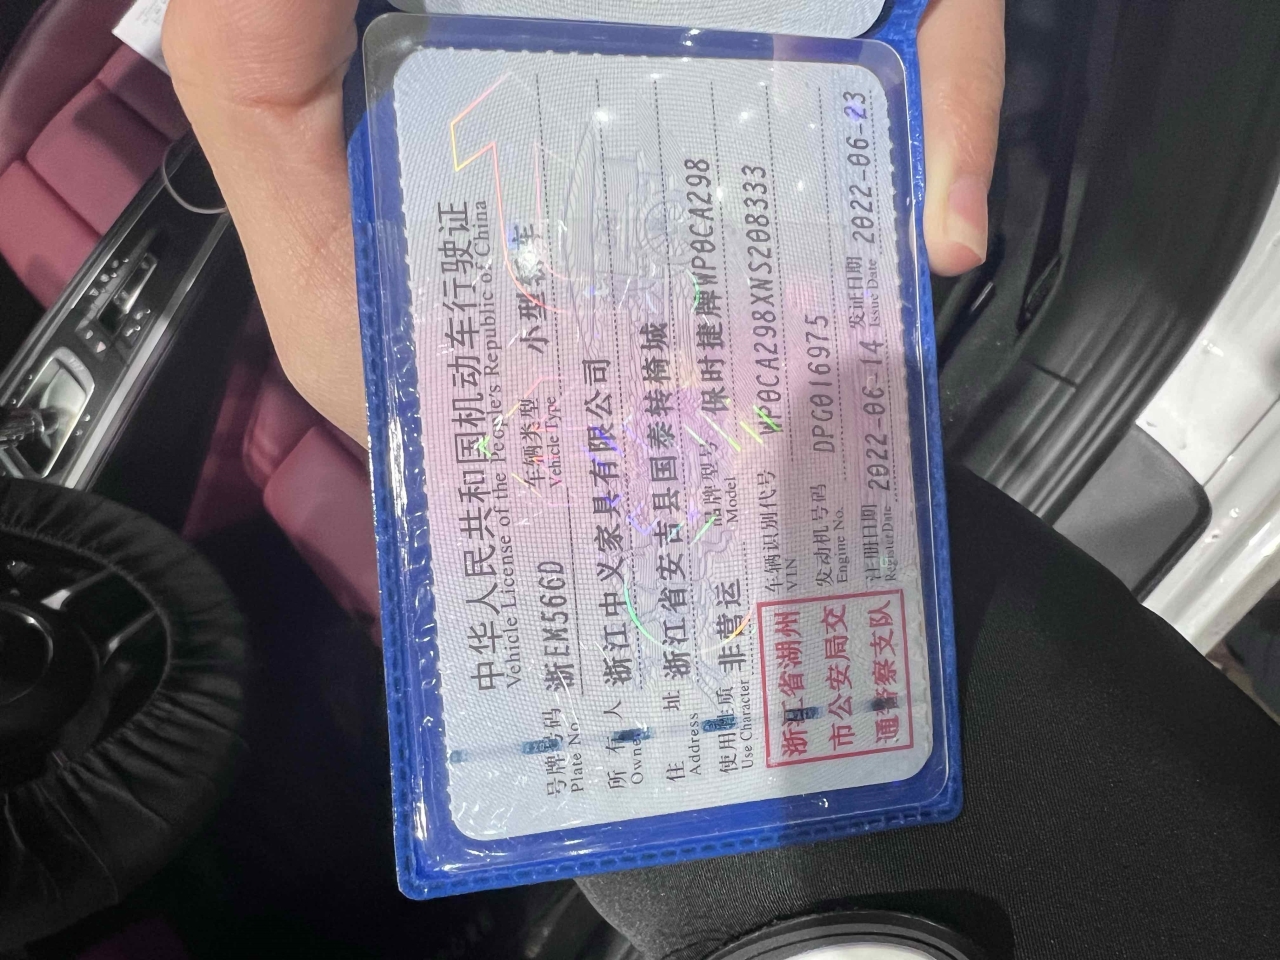 中华人民共和国机动车行驶证
Vehicle License of the People's Republic of China
号牌号码 浙EM566D 车辆类型 小型轿车
Plate No. Vehicle Type
所有人 浙江中义家具有限公司
Owner
住址 浙江省安吉县国泰转椅城
Address
使用性质 非营运 品牌型号 保时捷牌WP0CA298
Use Character Model
车辆识别代号 WP0CA298XNS208333
VIN
发动机号码 DPG016975
Engine No.
注册日期 2022-06-14 发证日期 2022-06-23
Register Date Issue Date
浙江省湖州
市公安局交
通警察支队